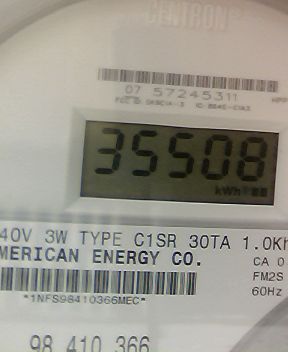 CENTRON
07 57245311
35508
kWh
40V 3W TYPE C1SR 30TA 1.0Kh
MERICAN ENERGY CO. CA 0
FM2S
*1NFS98410366MEC* 60Hz
98 410 366